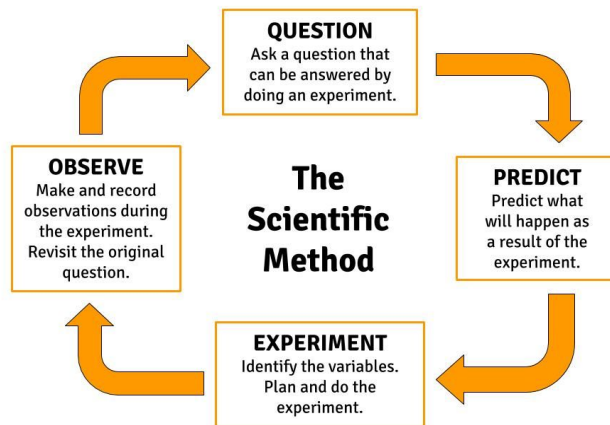 QUESTION
Ask a question that
can be answered by
doing an experiment.
PREDICT
Predict what
will happen as
a result of the
experiment.
EXPERIMENT
Identify the variables.
Plan and do the
experiment.
OBSERVE
Make and record
observations during
the experiment.
Revisit the original
question.
The
Scientific
Method